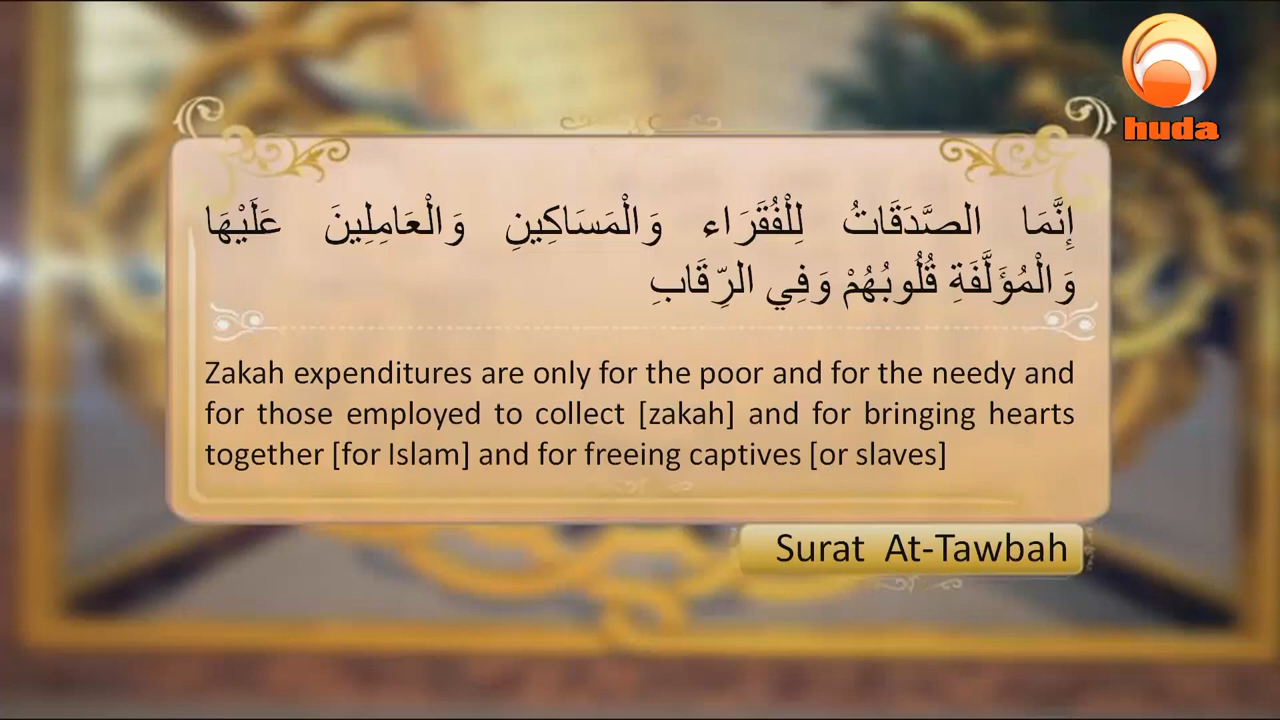 huda
إِنَّمَا الصَّدَقَاتُ لِلْفُقَرَاء وَالْمَسَاكِينِ وَالْعَامِلِينَ عَلَيْهَا
وَالْمُؤَلَّفَةِ قُلُوبُهُمْ وَفِي الرِّقَابِ
Zakah expenditures are only for the poor and for the needy and
for those employed to collect [zakah] and for bringing hearts
together [for Islam] and for freeing captives [or slaves]
Surat At-Tawbah